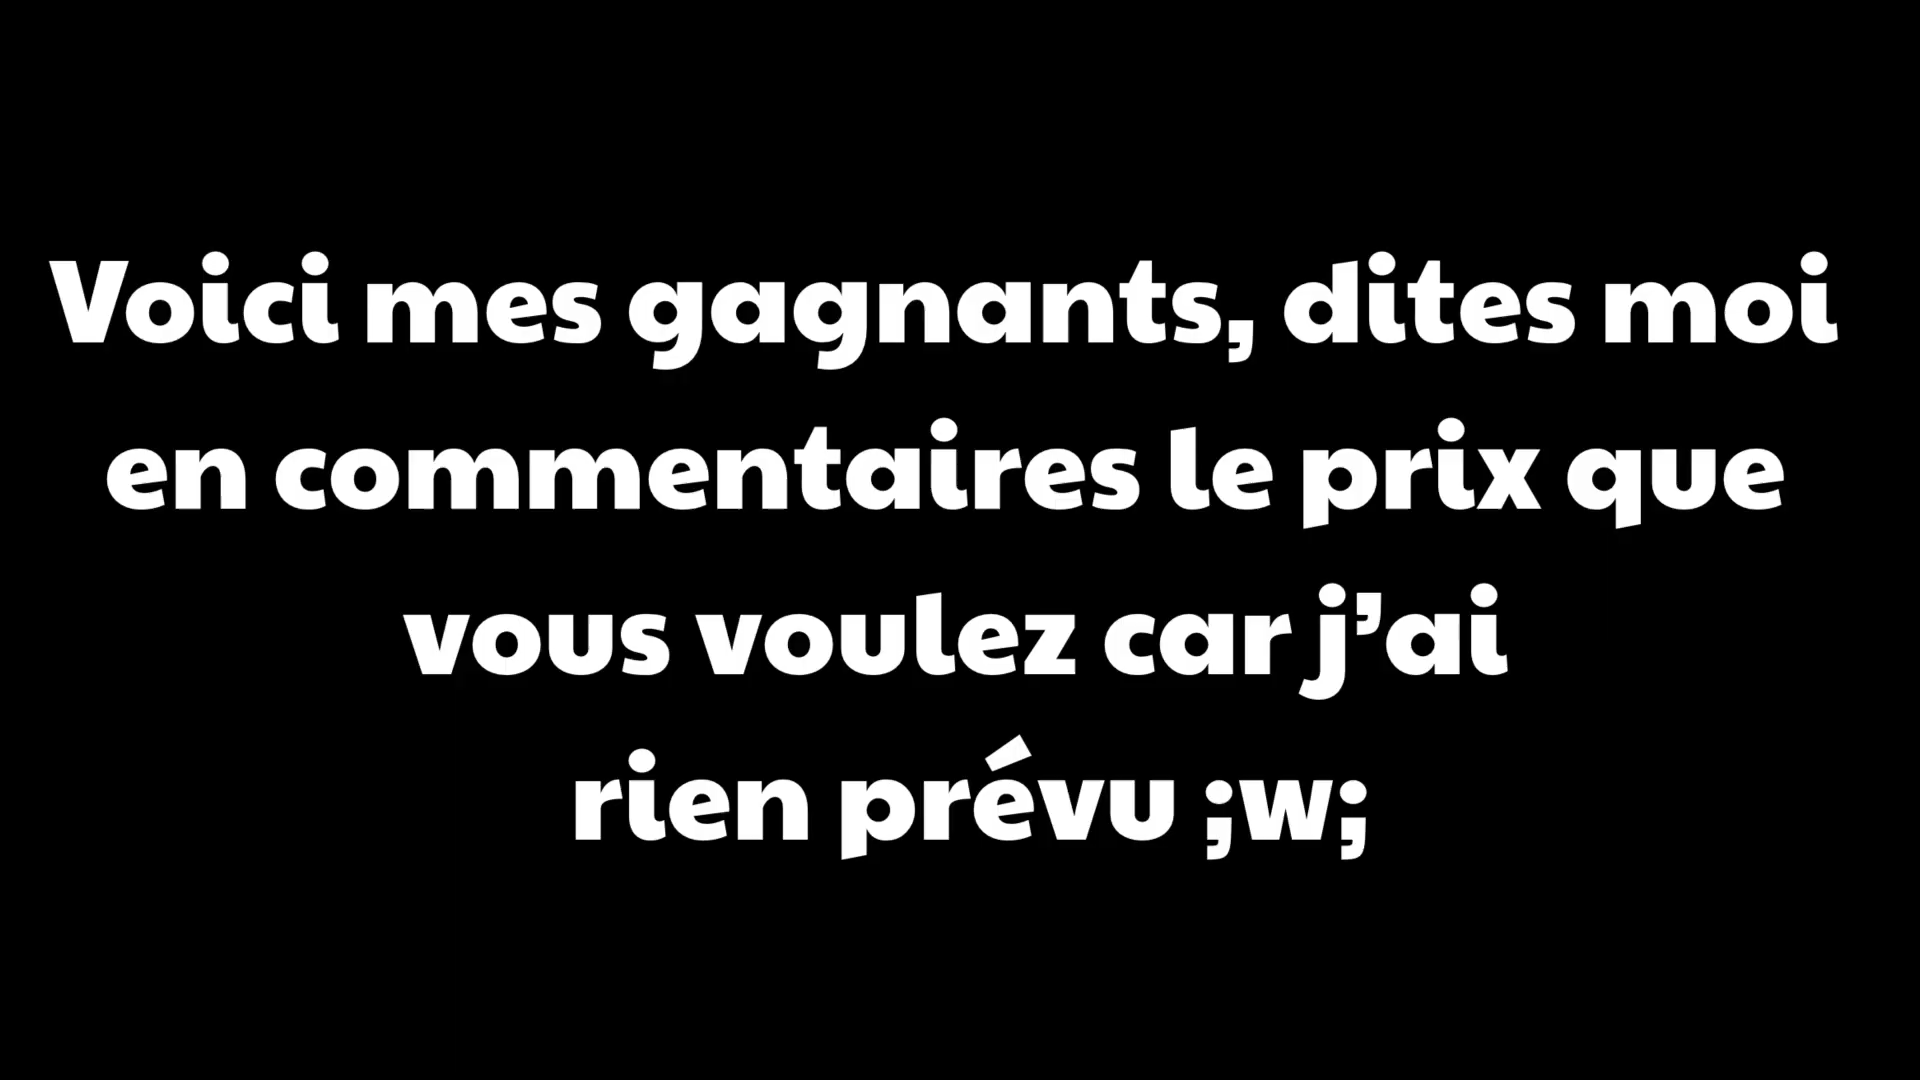 Voici mes gagnants, dites moi
en commentaires le prix que
vous voulez car j’ai
rien prévu ;w;